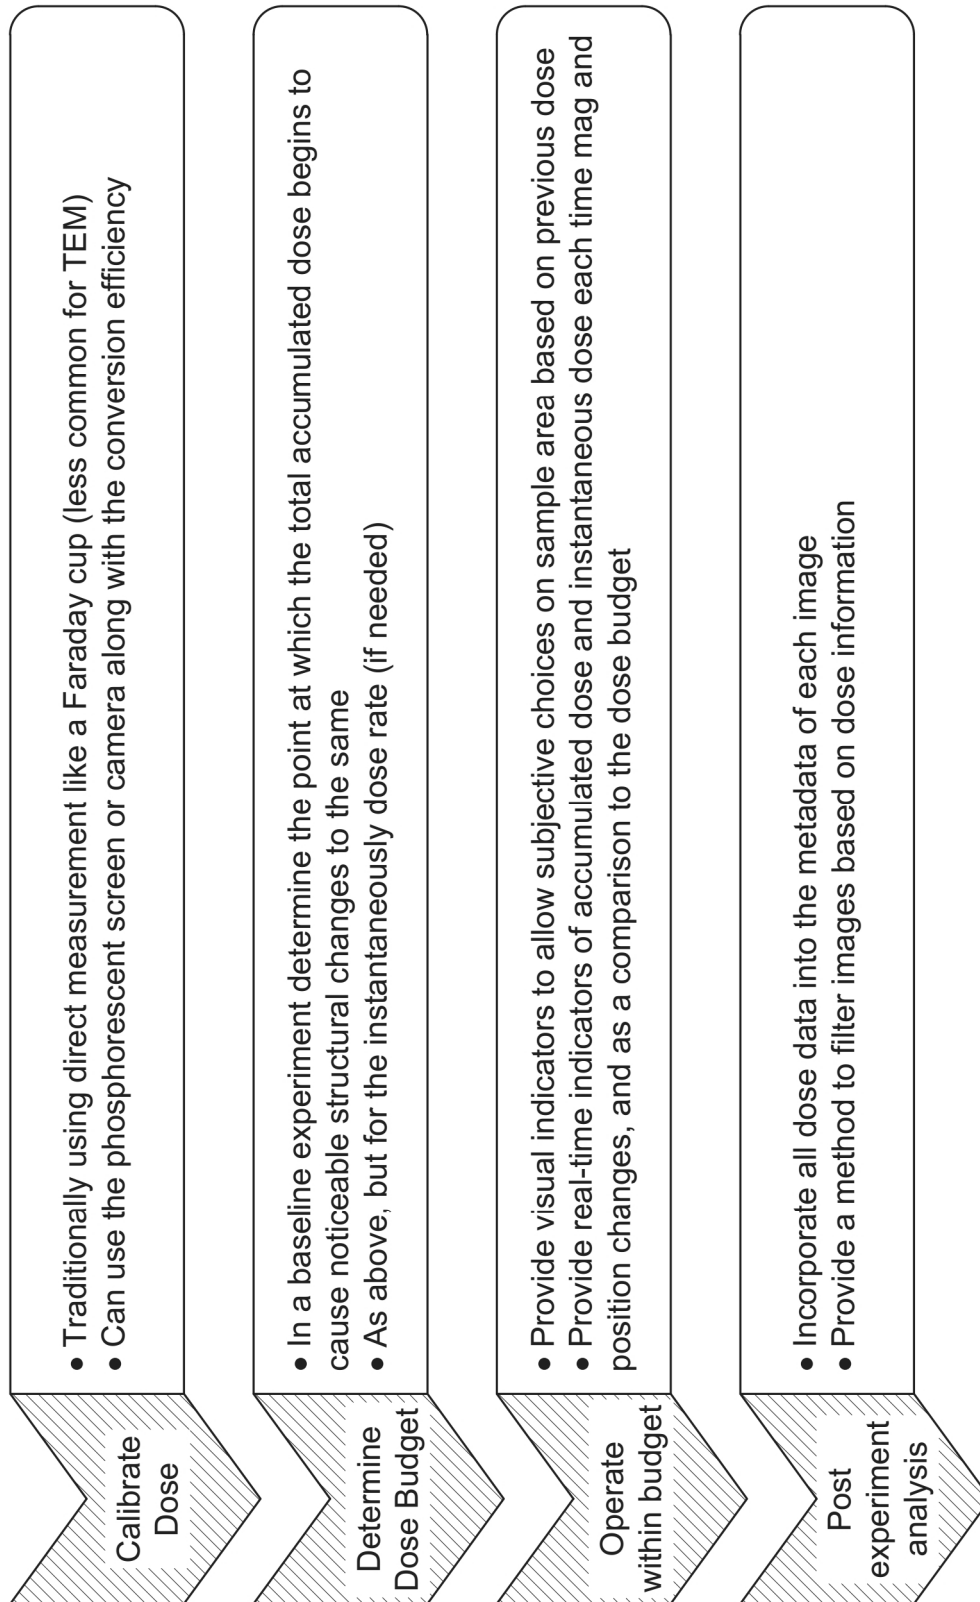 Calibrate
Dose
● Traditionally using direct measurement like a Faraday cup (less common for TEM)
● Can use the phosphorescent screen or camera along with the conversion efficiency
Determine
Dose Budget
● In a baseline experiment determine the point at which the total accumulated dose begins to
cause noticeable structural changes to the same
● As above, but for the instantaneously dose rate (if needed)
Operate
within budget
● Provide visual indicators to allow subjective choices on sample area based on previous dose
● Provide real-time indicators of accumulated dose and instantaneous dose each time mag and
position changes, and as a comparison to the dose budget
Post
experiment
analysis
● Incorporate all dose data into the metadata of each image
● Provide a method to filter images based on dose information